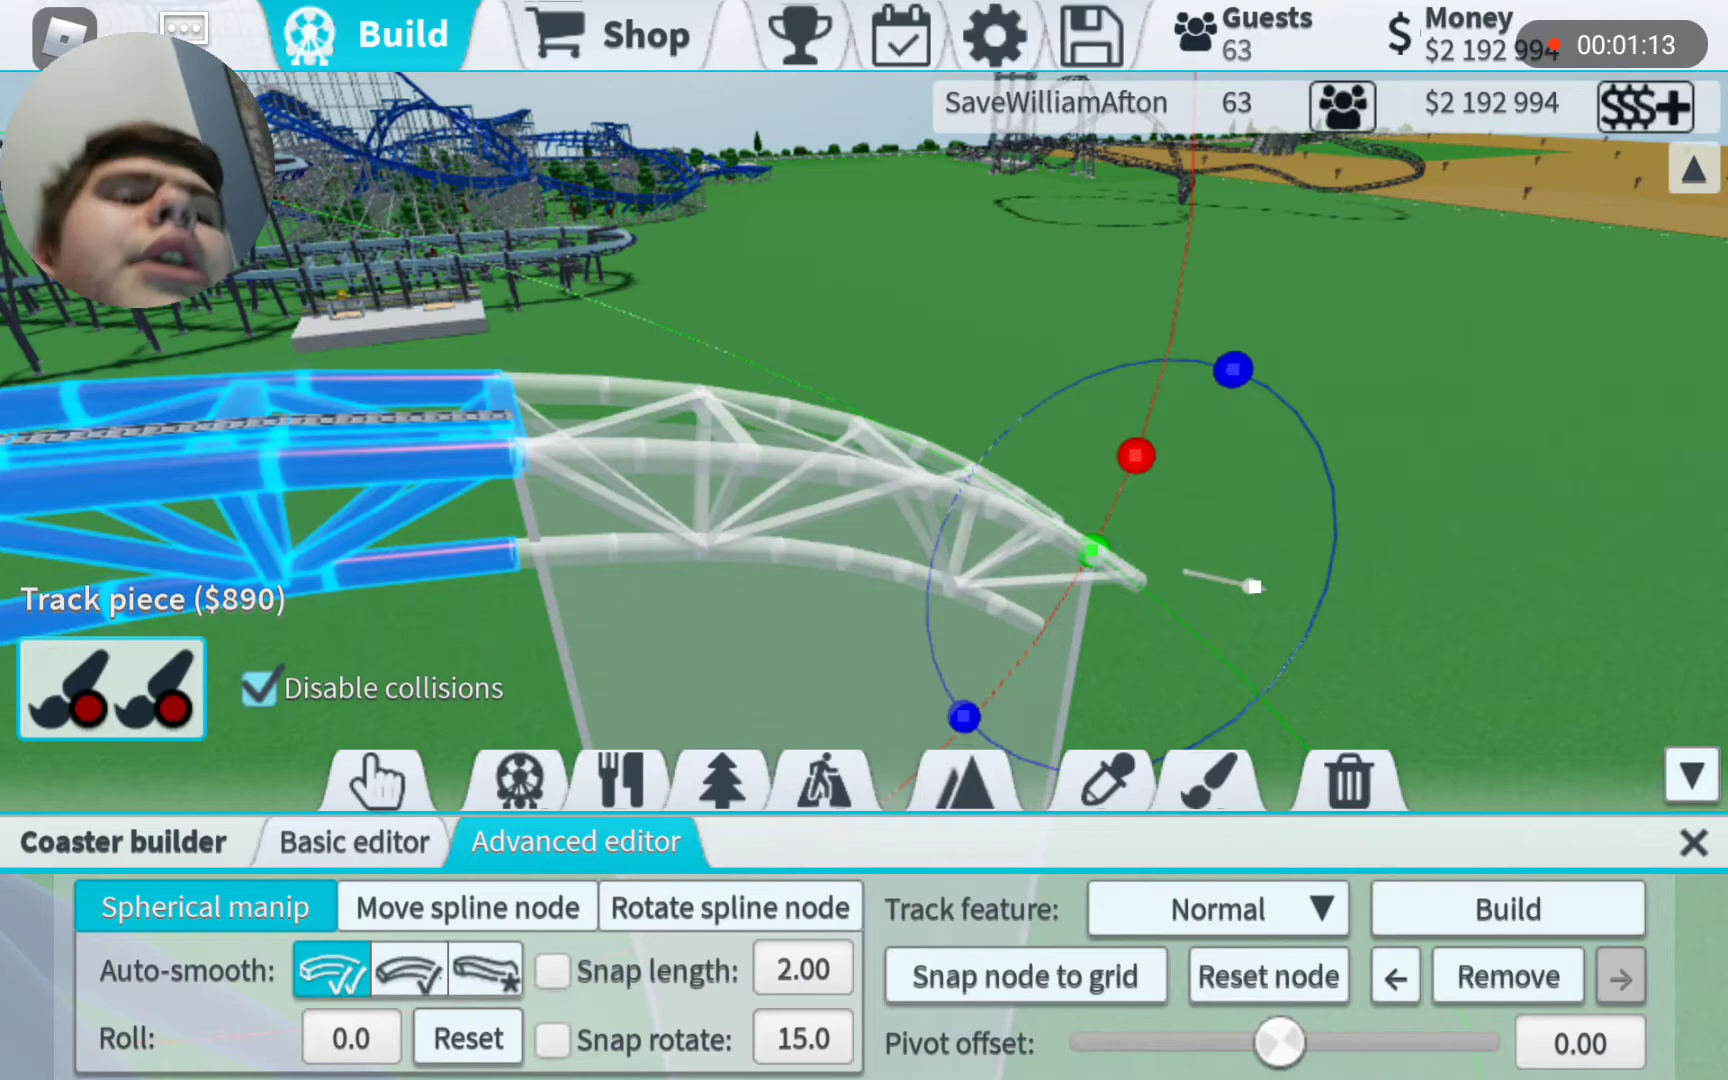 Build
Shop
Guests
63
Money
$2 192 994
00:01:13
SaveWilliamAfton 63 $2 192 994
Track piece ($890)
Disable collisions
Coaster builder Basic editor Advanced editor
Spherical manip Move spline node Rotate spline node Track feature: Normal Build
Auto-smooth: Snap length: 2.00 Snap node to grid Reset node Remove
Roll: 0.0 Reset Snap rotate: 15.0 Pivot offset: 0.00